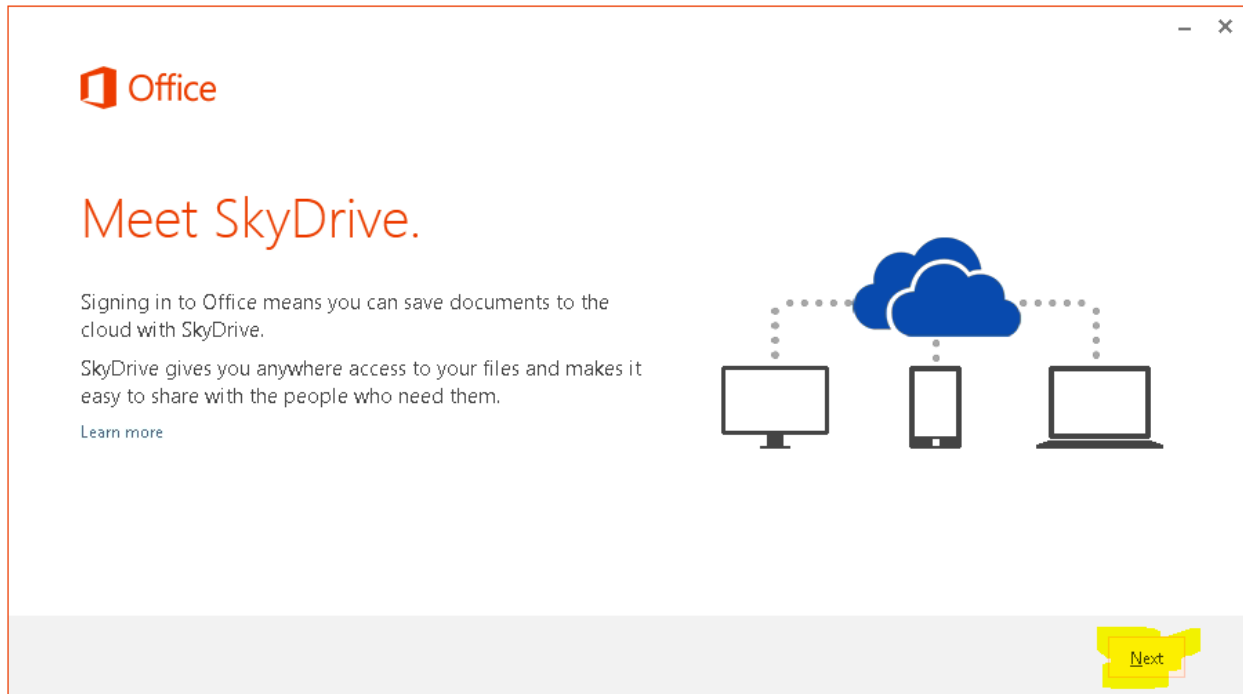 Office
Meet SkyDrive.
Signing in to Office means you can save documents to the
cloud with SkyDrive.
SkyDrive gives you anywhere access to your files and makes it
easy to share with the people who need them.
Learn more
Next